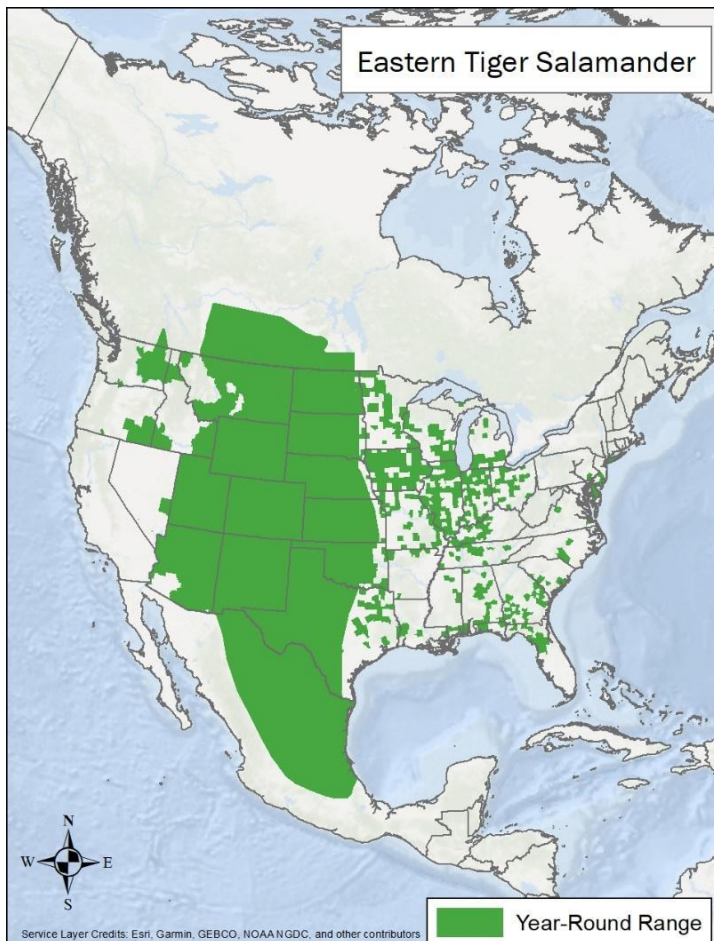 Eastern Tiger Salamander
N
W E
S
Service Layer Credits: Esri, Garmin, GEBCO, NOAA NGDC, and other contributors
Year-Round Range